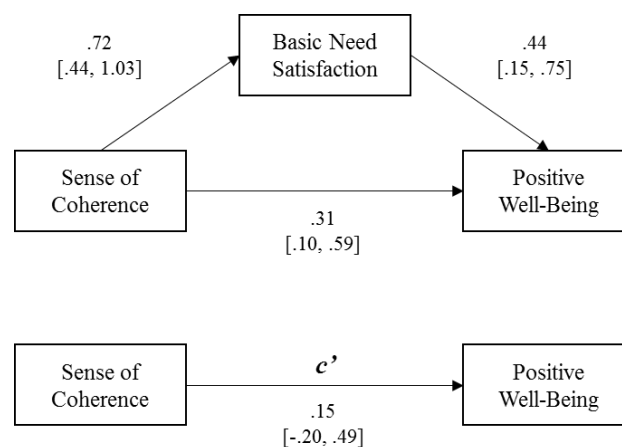 .72
[.44, 1.03]
Basic Need
Satisfaction
.44
[.15, .75]
Sense of
Coherence
Positive
Well-Being
.31
[.10, .59]
Sense of
Coherence
c’
Positive
Well-Being
.15
[-.20, .49]